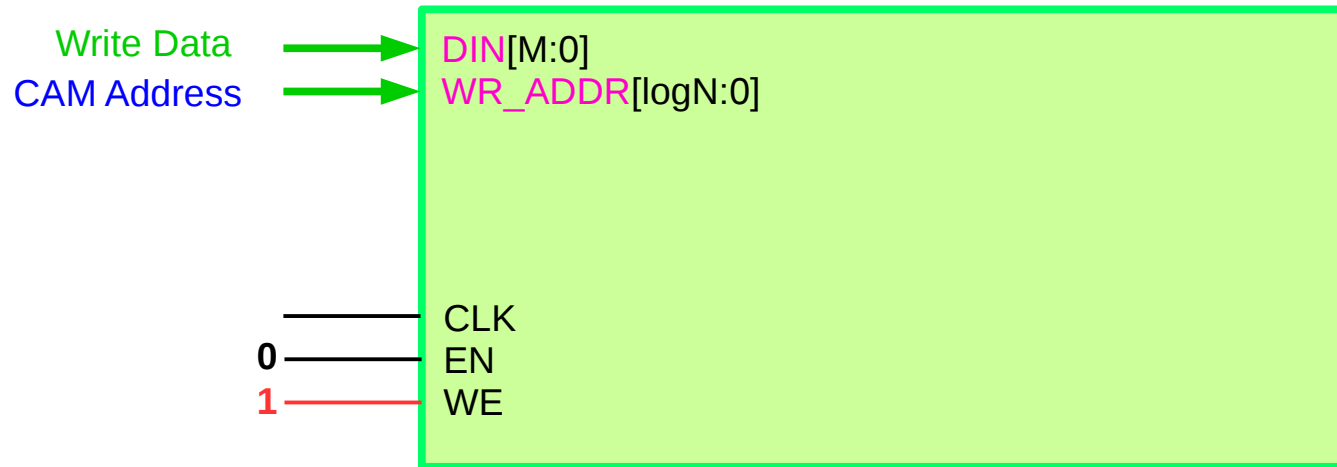 Write Data
DIN[M:0]
CAM Address
WR_ADDR[logN:0]
CLK
0
EN
1
WE